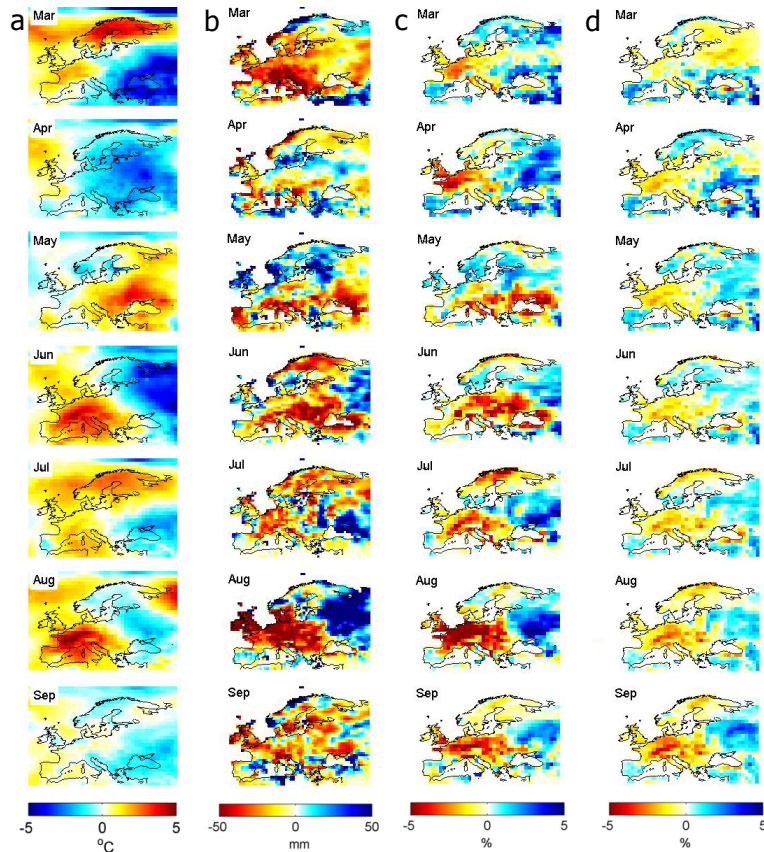 a b c d
Mar Mar Mar Mar
Apr Apr Apr Apr
May May May May
Jun Jun Jun Jun
Jul Jul Jul Jul
Aug Aug Aug Aug
Sep Sep Sep Sep
-5 0 5 -50 0 50 -5 0 5 -5 0 5
°C mm % %